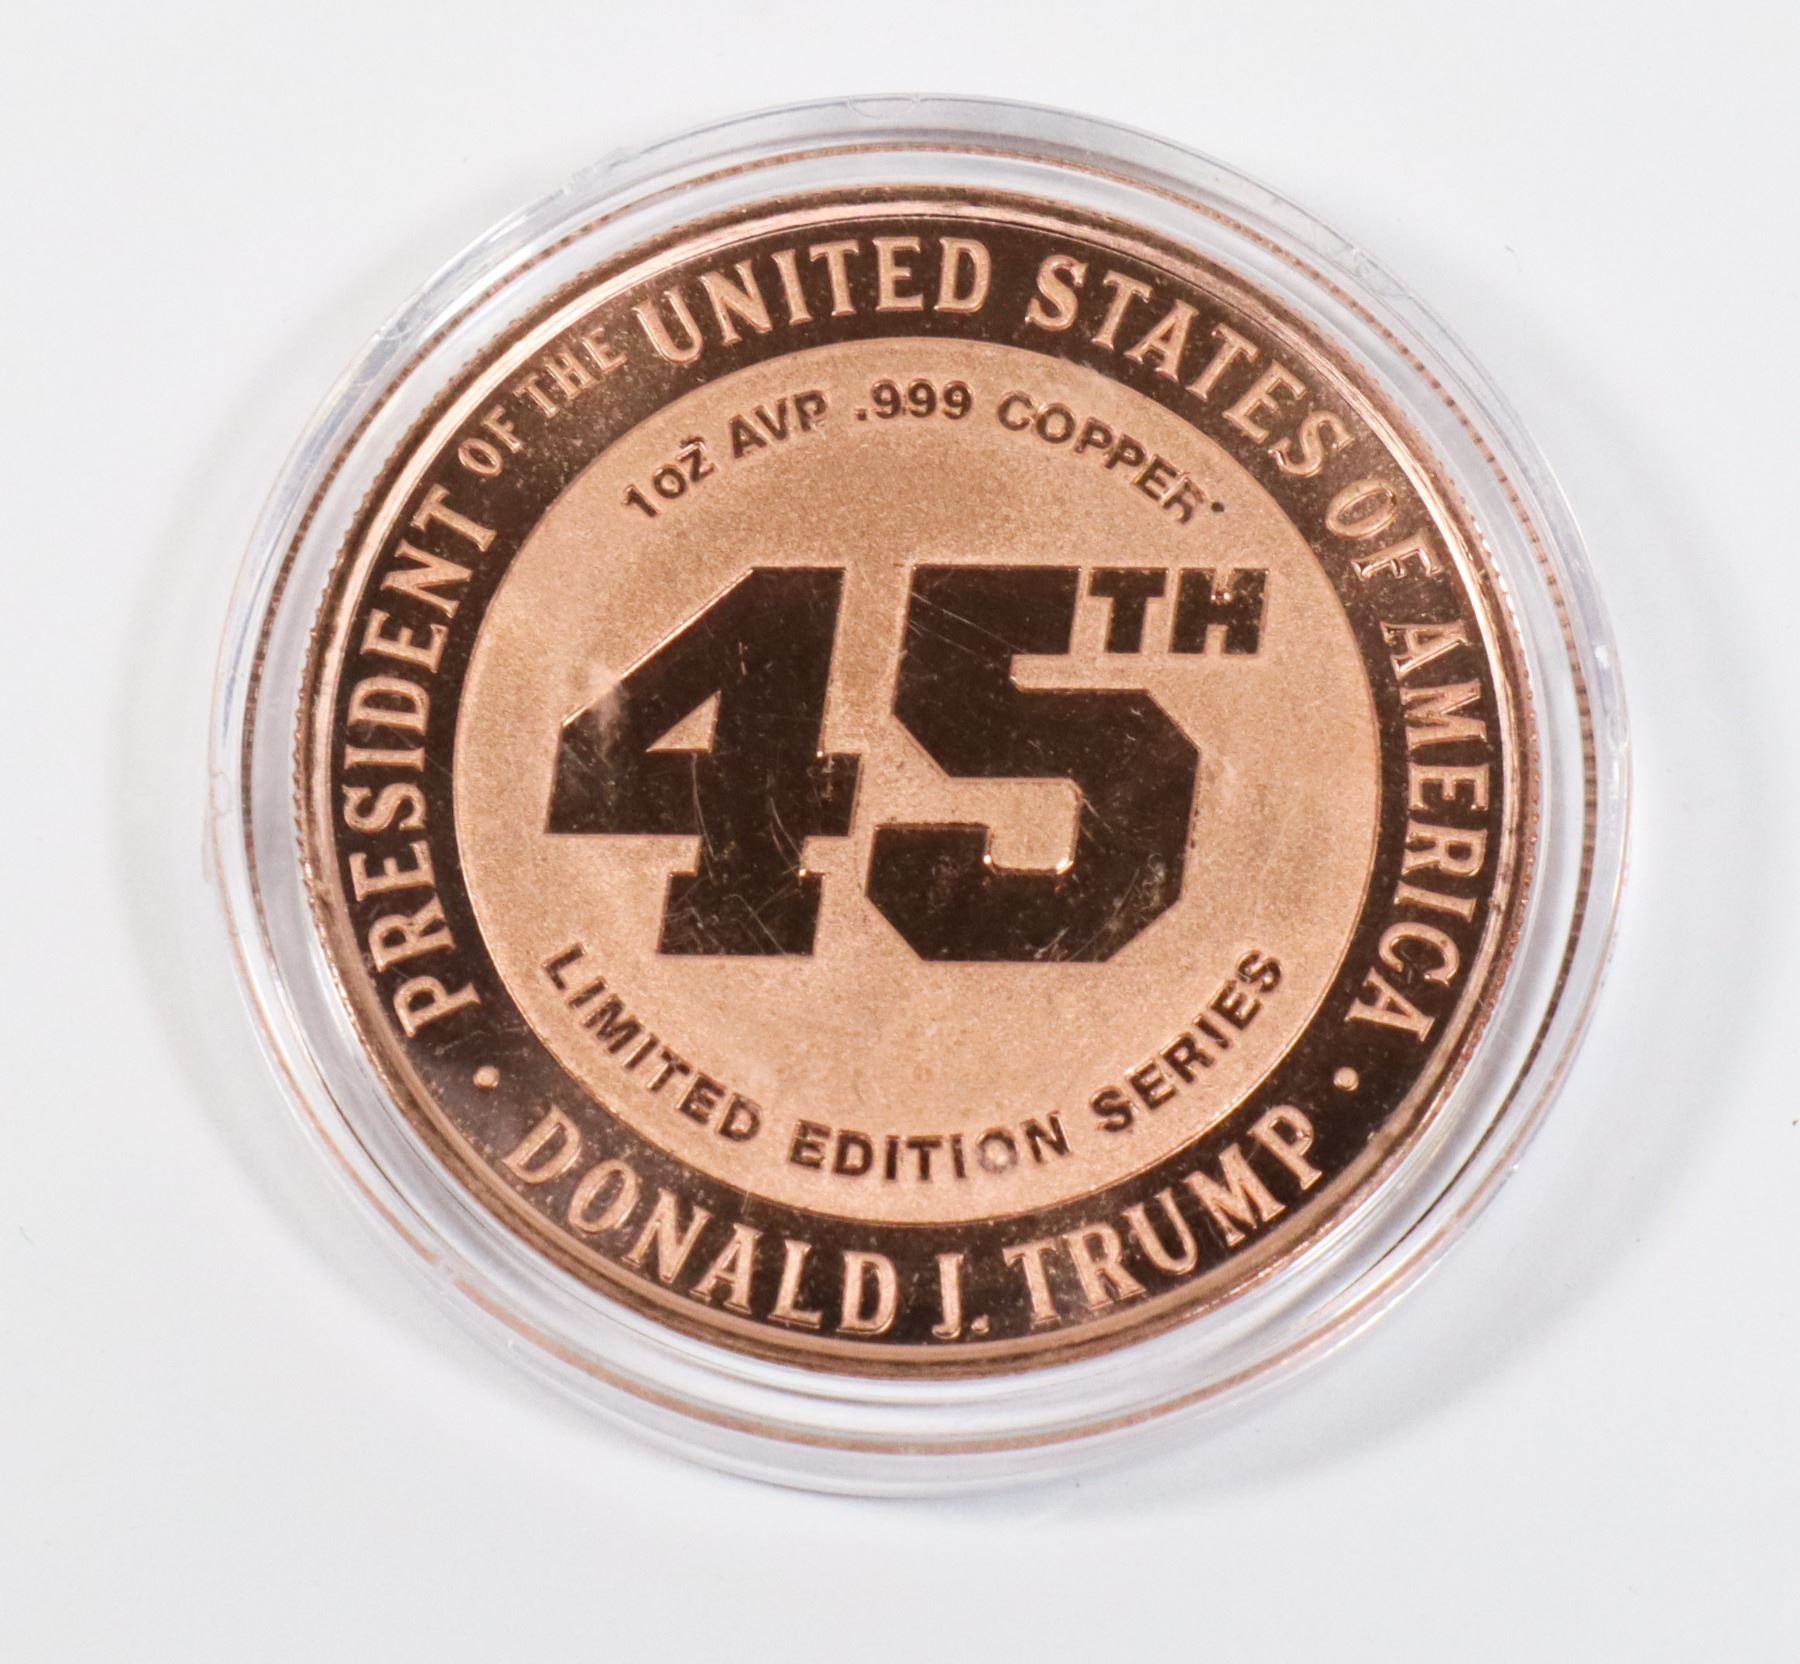 PRESIDENT OF THE UNITED STATES OF AMERICA
1OZ AVP .999 COPPER
45TH
LIMITED EDITION SERIES
• DONALD J. TRUMP •